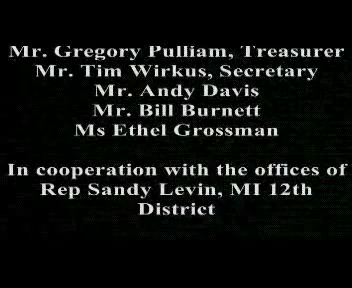 Mr. Gregory Pulliam, Treasurer
Mr. Tim Wirkus, Secretary
Mr. Andy Davis
Mr. Bill Burnett
Ms Ethel Grossman
In cooperation with the offices of
Rep Sandy Levin, MI 12th
District